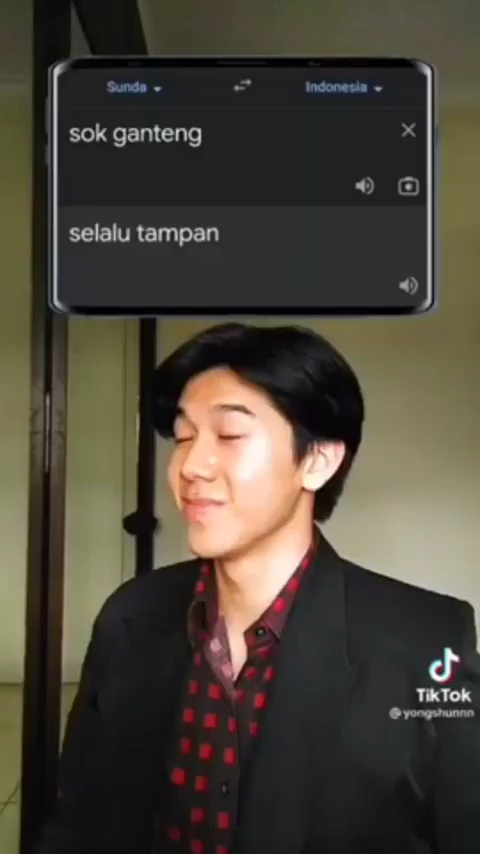 Sunda
Indonesia
sok ganteng
selalu tampan
TikTok
@yongshunnn